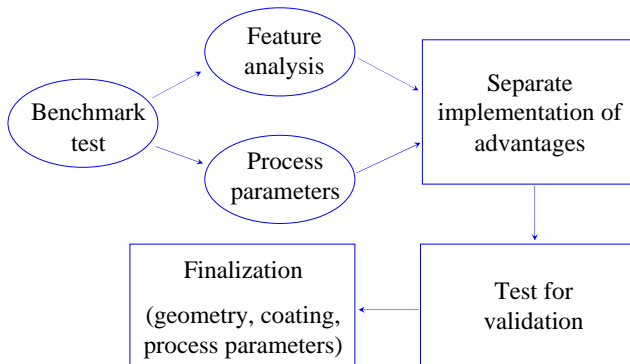 Feature
analysis
Benchmark
test
Process
parameters
Separate
implementation of
advantages
Test for
validation
Finalization
(geometry, coating,
process parameters)